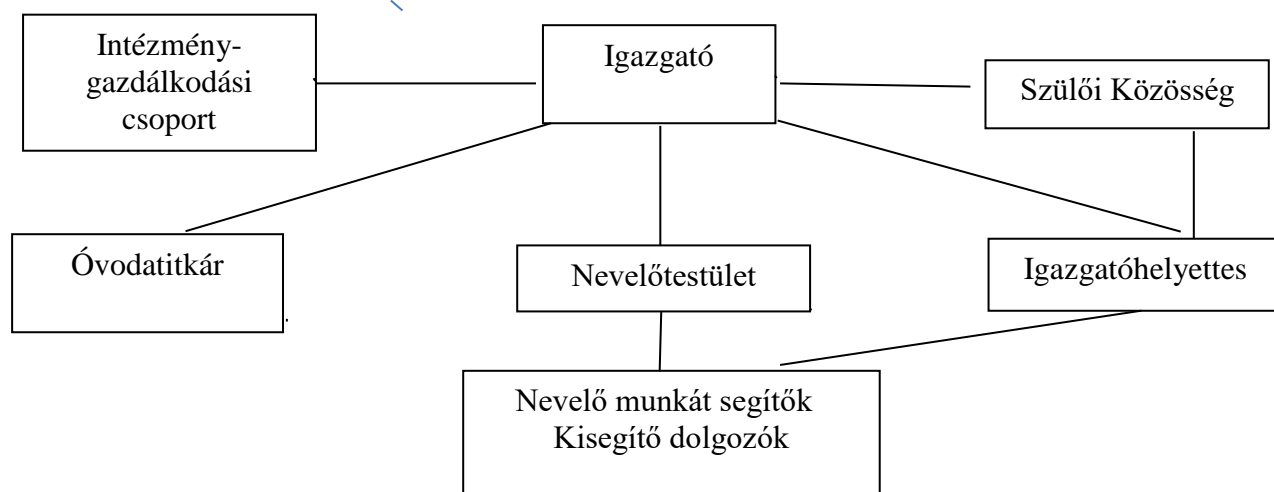 Intézmény-
gazdálkodási
csoport
Igazgató
Szülői Közösség
Óvodatitkár
Nevelőtestület
Igazgatóhelyettes
Nevelő munkát segítők
Kisegítő dolgozók